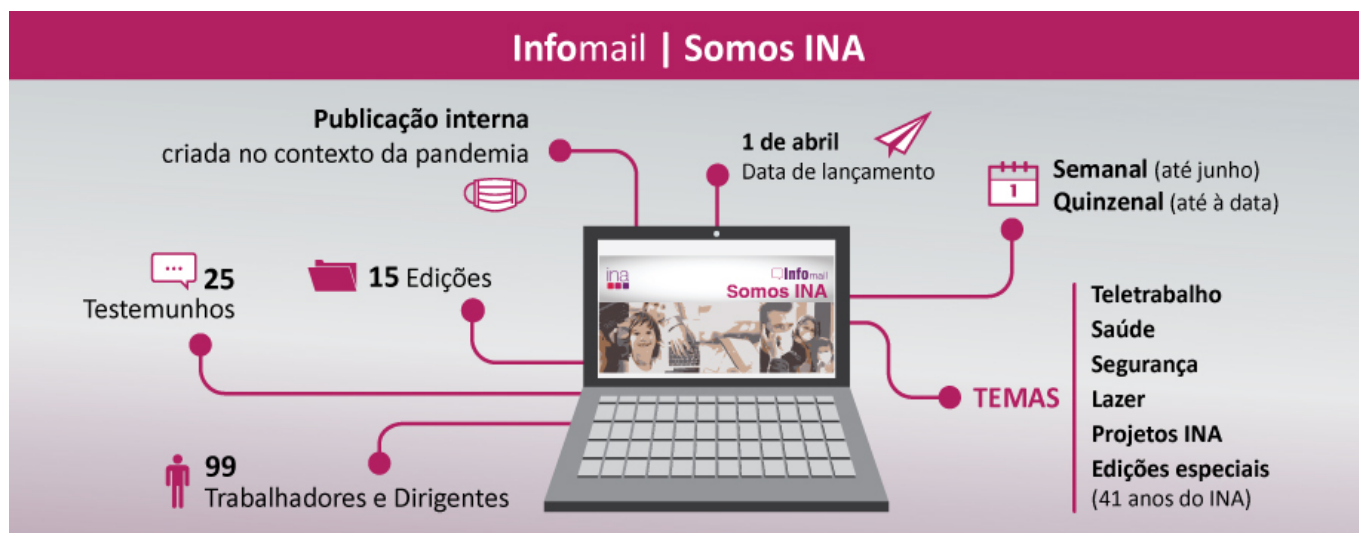 Infomail | Somos INA
Publicação interna
criada no contexto da pandemia
1 de abril
Data de lançamento
1
Semanal (até junho)
Quinzenal (até à data)
25
Testemunhos
15 Edições
ina
Infomail
Somos INA
TEMAS
Teletrabalho
Saúde
Segurança
Lazer
Projetos INA
Edições especiais
(41 anos do INA)
99
Trabalhadores e Dirigentes